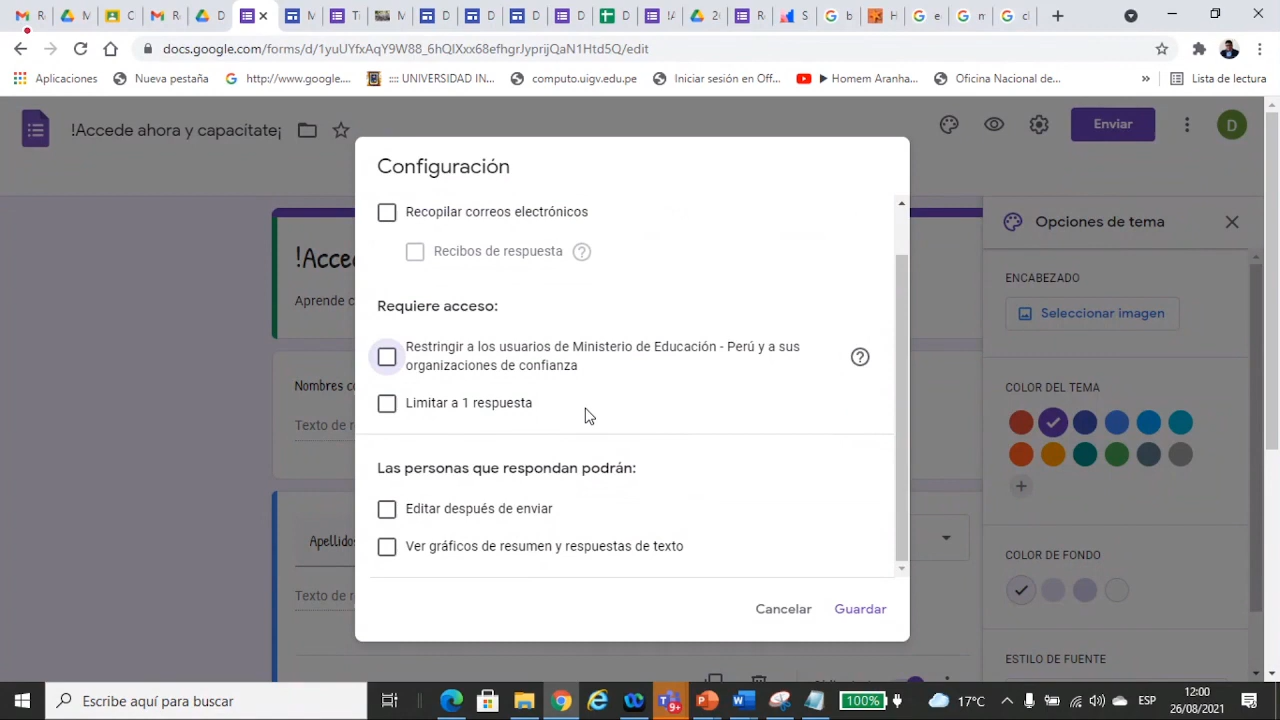 docs.google.com/forms/d/1yuUYfxAqY9W88_6hQlXxx68efhgrJyprijQaN1Htd5Q/edit
Aplicaciones
Nueva pestaña
http://www.google....
:::: UNIVERSIDAD IN...
computo.uigv.edu.pe
Iniciar sesión en Off...
▶ Homem Aranha...
Oficina Nacional de...
»
Lista de lectura
!Accede ahora y capacítate¡
Enviar
D
Configuración
Recopilar correos electrónicos
Recibos de respuesta
Requiere acceso:
Restringir a los usuarios de Ministerio de Educación - Perú y a sus
organizaciones de confianza
Limitar a 1 respuesta
Las personas que respondan podrán:
Editar después de enviar
Ver gráficos de resumen y respuestas de texto
Cancelar
Guardar
!Acce
Aprende c
Nombres c
Texto de r
Apellidos
Texto de r
Opciones de tema
ENCABEZADO
Seleccionar imagen
COLOR DEL TEMA
COLOR DE FONDO
ESTILO DE FUENTE
Escribe aquí para buscar
9+
100%
17°C
ESP
12:00
26/08/2021